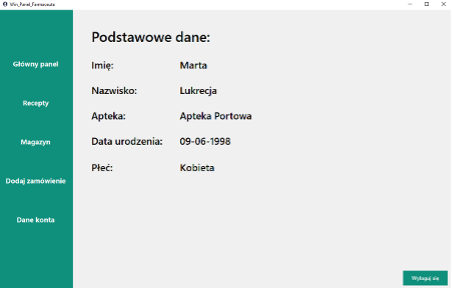 Win_Panel_Farmaceuta
Podstawowe dane:
Główny panel
Imię: Marta
Nazwisko: Lukrecja
Recepty
Apteka: Apteka Portowa
Magazyn
Data urodzenia: 09-06-1998
Płeć: Kobieta
Dodaj zamówienie
Dane konta
Wyloguj się